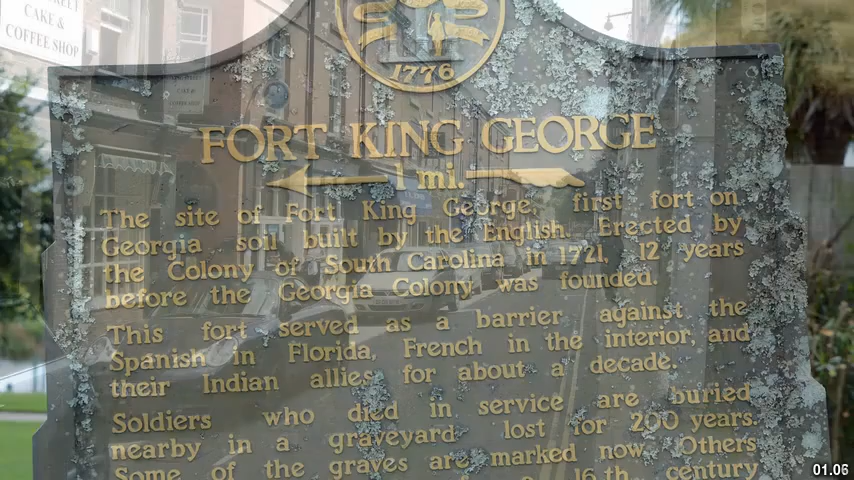 CAKE &
COFFEE SHOP
1776
FORT KING GEORGE
1 mi.
The site of Fort King George, first fort on
Georgia soil built by the English. Erected by
the Colony of South Carolina in 1721, 12 years
before the Georgia Colony was founded.
This fort served as a barrier against the
Spanish in Florida, French in the interior, and
their Indian allies for about a decade.
Soldiers who died in service are buried
nearby in a graveyard lost for 200 years.
Some of the graves are marked now. Others
16th century
01.06